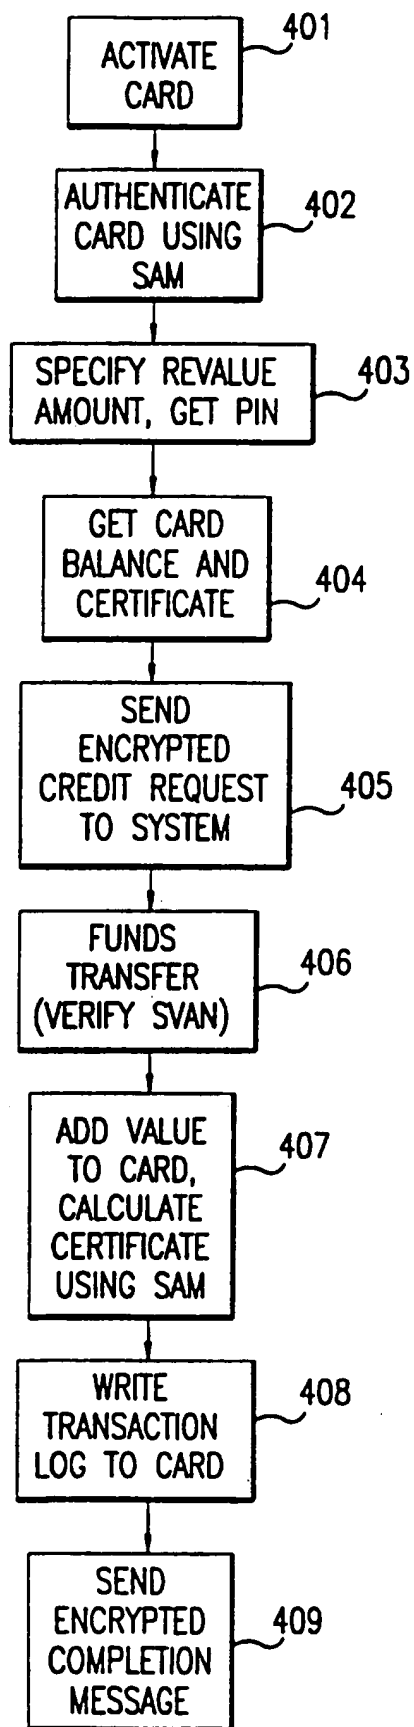 401
ACTIVATE
CARD
AUTHENTICATE
CARD USING
SAM
402
SPECIFY REVALUE
AMOUNT, GET PIN
403
GET CARD
BALANCE AND
CERTIFICATE
404
SEND
ENCRYPTED
CREDIT REQUEST
TO SYSTEM
405
FUNDS
TRANSFER
(VERIFY SVAN)
406
ADD VALUE
TO CARD,
CALCULATE
CERTIFICATE
USING SAM
407
WRITE
TRANSACTION
LOG TO CARD
408
SEND
ENCRYPTED
COMPLETION
MESSAGE
409